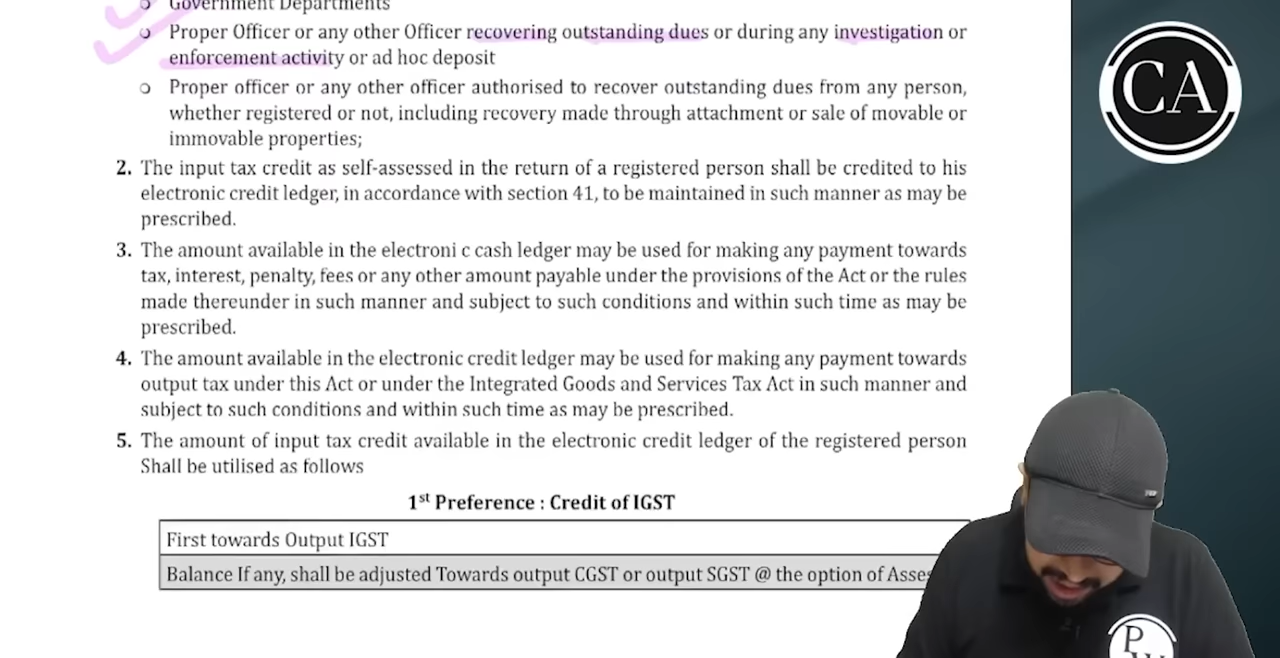 Government Departments
Proper Officer or any other Officer recovering outstanding dues or during any investigation or
enforcement activity or ad hoc deposit
Proper officer or any other officer authorised to recover outstanding dues from any person,
whether registered or not, including recovery made through attachment or sale of movable or
immovable properties;
2. The input tax credit as self-assessed in the return of a registered person shall be credited to his
electronic credit ledger, in accordance with section 41, to be maintained in such manner as may be
prescribed.
3. The amount available in the electroni c cash ledger may be used for making any payment towards
tax, interest, penalty, fees or any other amount payable under the provisions of the Act or the rules
made thereunder in such manner and subject to such conditions and within such time as may be
prescribed.
4. The amount available in the electronic credit ledger may be used for making any payment towards
output tax under this Act or under the Integrated Goods and Services Tax Act in such manner and
subject to such conditions and within such time as may be prescribed.
5. The amount of input tax credit available in the electronic credit ledger of the registered person
Shall be utilised as follows
1st Preference : Credit of IGST
First towards Output IGST
Balance If any, shall be adjusted Towards output CGST or output SGST @ the option of
CA
P